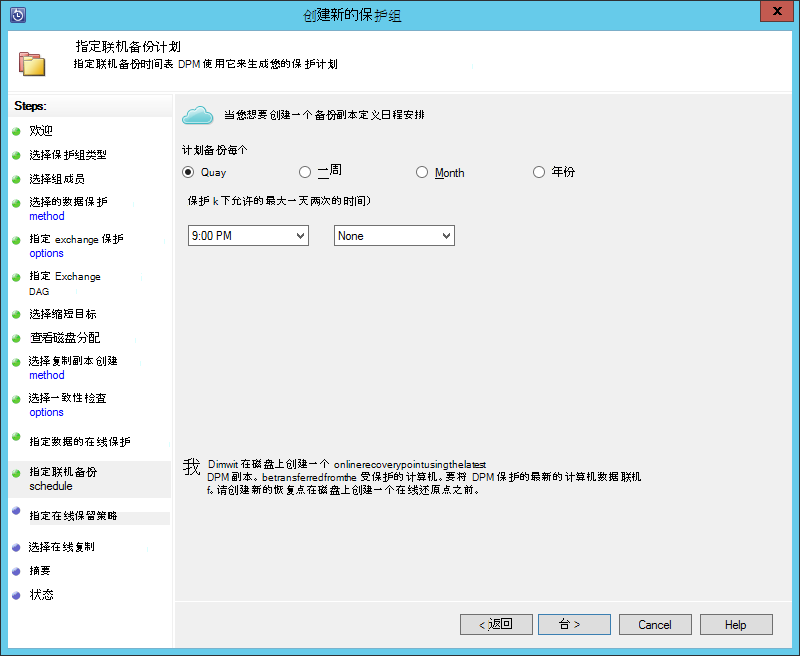 创建新的保护组
X
指定联机备份计划
指定联机备份时间表 DPM 使用它来生成您的保护计划
Steps:
欢迎
选择保护组类型
选择组成员
选择的数据保护
method
指定 exchange 保护
options
指定 Exchange
DAG
选择缩短目标
查看磁盘分配
选择复制副本创建
method
选择一致性检查
options
指定数据的在线保护
指定联机备份
schedule
指定在线保留策略
选择在线复制
摘要
状态
当您想要创建一个备份副本定义日程安排
计划备份每个
Quay
一周
Month
年份
保护 k 下允许的最大一天两次的时间)
9:00 PM
None
我
Dimwit 在磁盘上创建一个 onlinerecoverypointusingthelatest
DPM 副本。betransferredfromthe 受保护的计算机。要将 DPM 保护的最新的计算机数据联机
f。请创建新的恢复点在磁盘上创建一个在线还原点之前。
< 返回
台 >
Cancel
Help